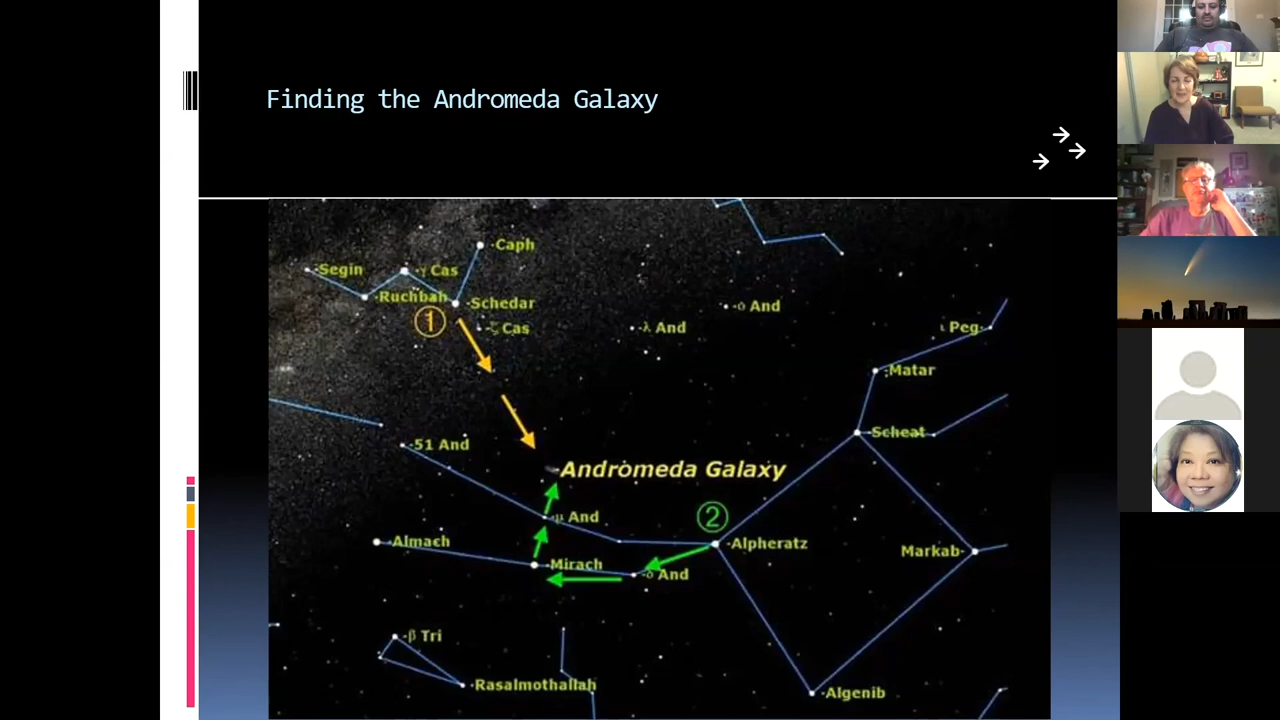 Finding the Andromeda Galaxy
Caph
Segin
γ Cas
Ruchbah
Schedar
①
ζ Cas
λ And
ο And
ι Peg
Matar
Scheat
51 And
Andromeda Galaxy
②
μ And
Almach
Mirach
δ And
Alpheratz
Markab
β Tri
Rasalmothallah
Algenib